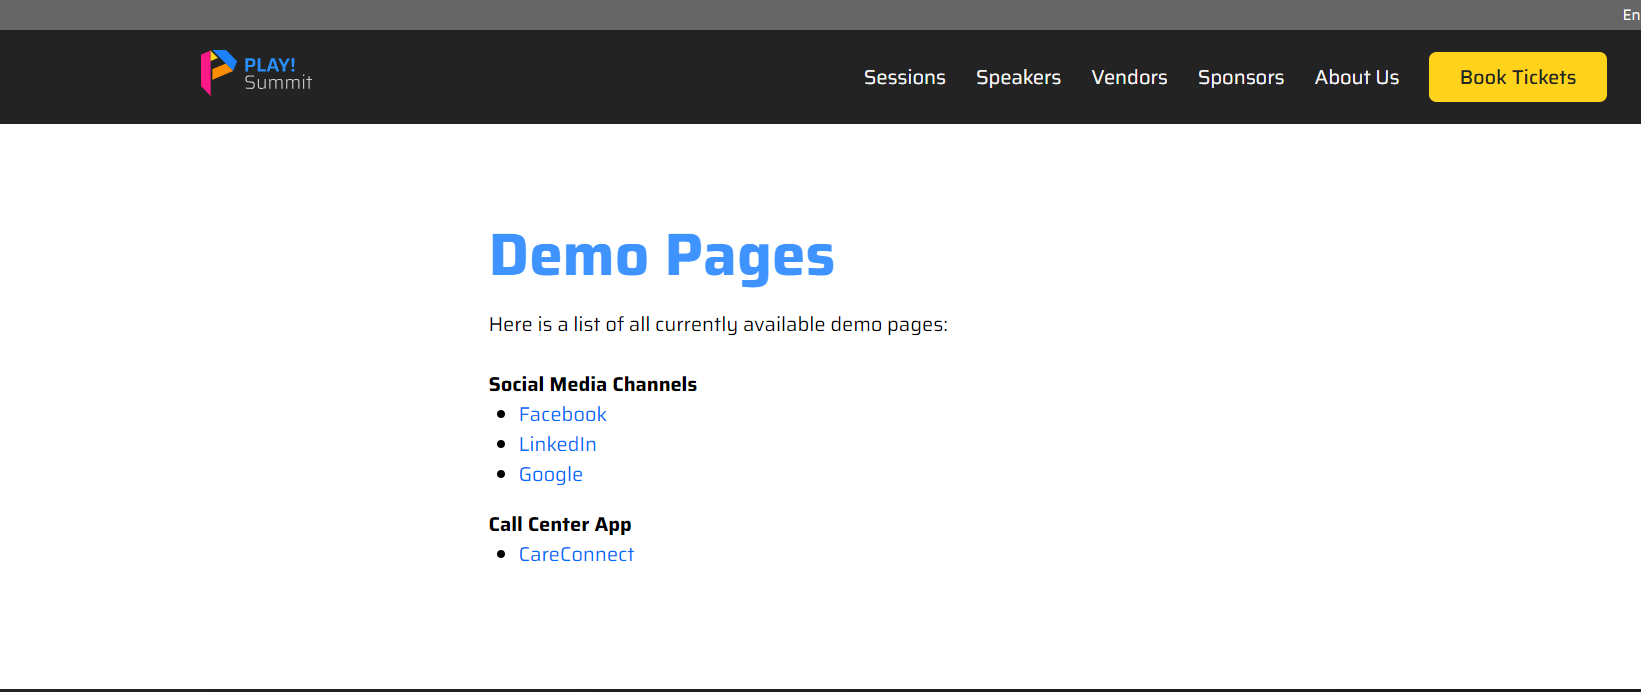 En
PLAY!
Summit
Sessions Speakers Vendors Sponsors About Us Book Tickets
Demo Pages
Here is a list of all currently available demo pages:
Social Media Channels
Facebook
LinkedIn
Google
Call Center App
CareConnect